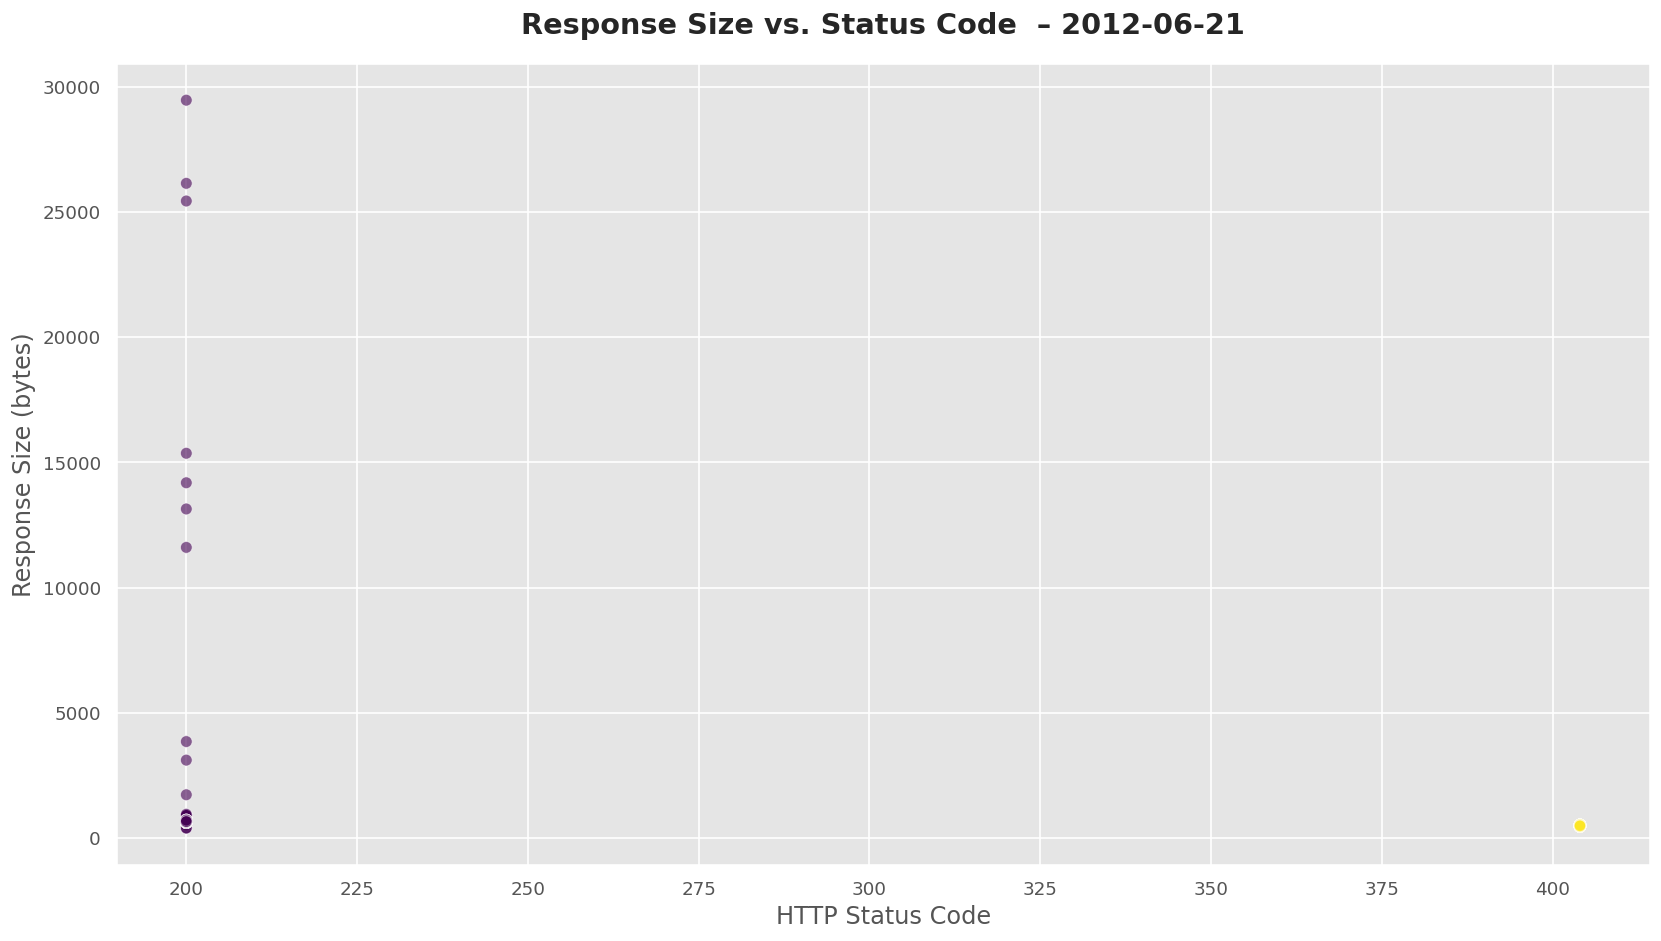 Response Size vs. Status Code  – 2012-06-21
30000
25000
20000
15000
10000
5000
0
Response Size (bytes)
200 225 250 275 300 325 350 375 400
HTTP Status Code